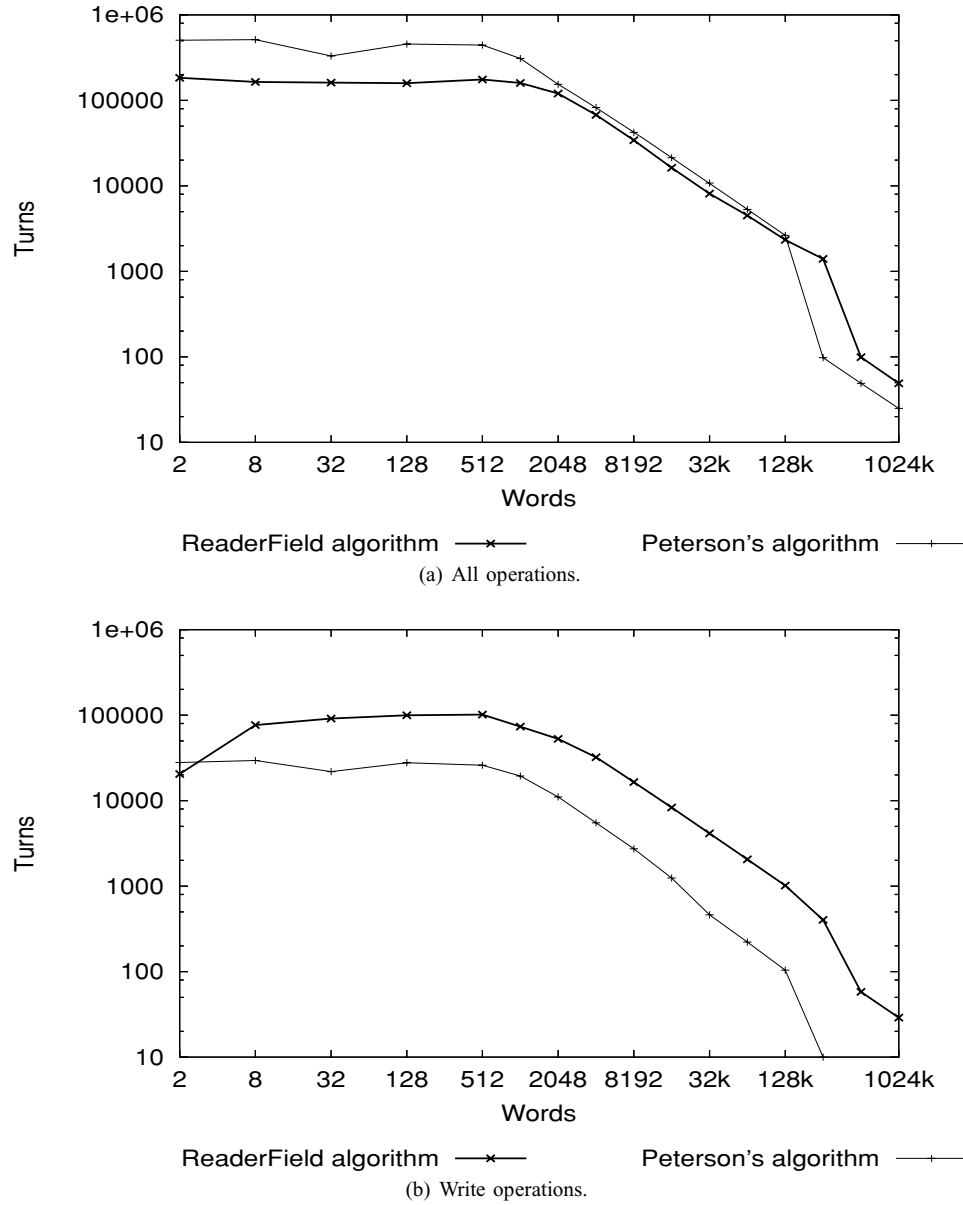 1e+06
100000
10000
1000
100
10
Turns
2 8 32 128 512 2048 8192 32k 128k 1024k
Words
ReaderField algorithm Peterson's algorithm
(a) All operations.
1e+06
100000
10000
1000
100
10
Turns
2 8 32 128 512 2048 8192 32k 128k 1024k
Words
ReaderField algorithm Peterson's algorithm
(b) Write operations.